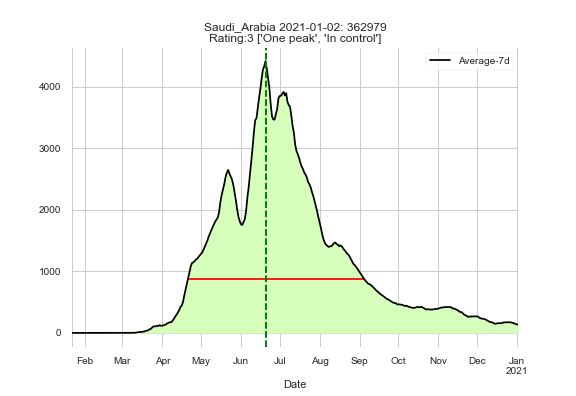 Saudi_Arabia 2021-01-02: 362979
Rating:3 ['One peak', 'In control']
Average-7d
4000
3000
2000
1000
0
Feb Mar Apr May Jun Jul Aug Sep Oct Nov Dec Jan
2021
Date